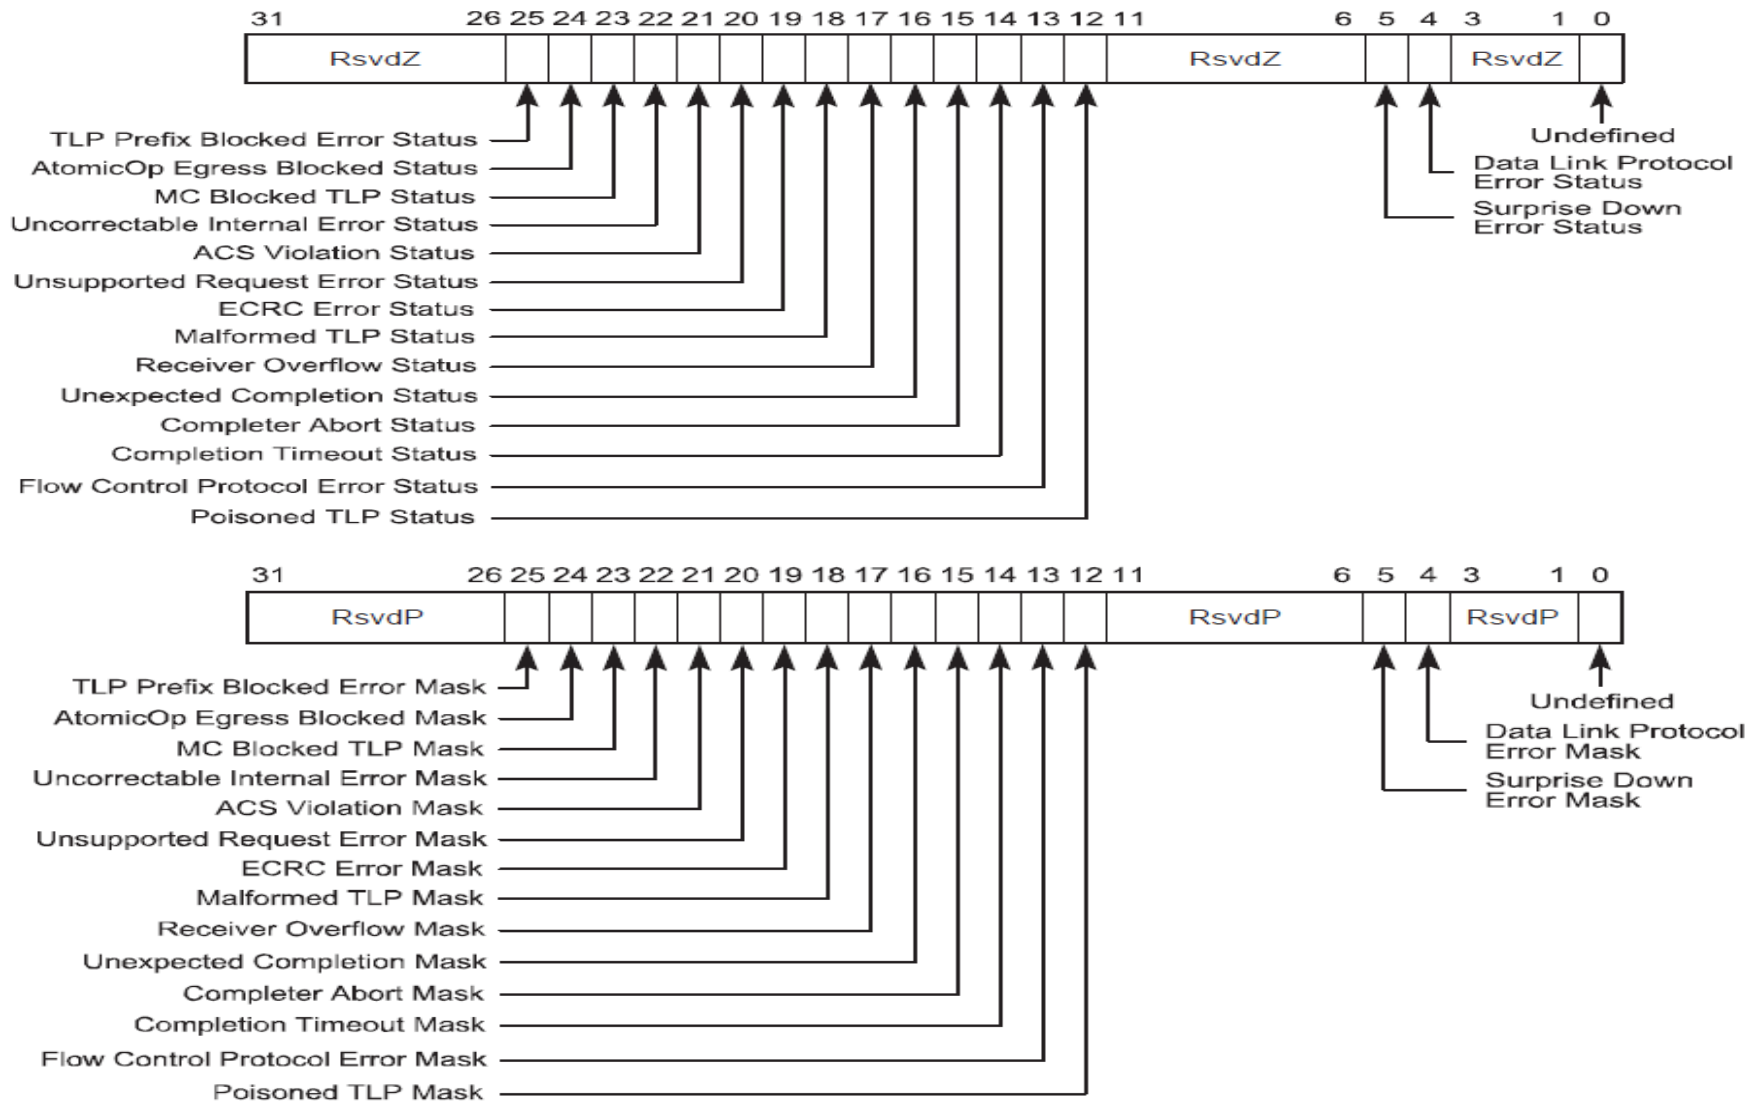 31 26 25 24 23 22 21 20 19 18 17 16 15 14 13 12 11 6 5 4 3 1 0
RsvdZ RsvdZ RsvdZ
TLP Prefix Blocked Error Status
AtomicOp Egress Blocked Status
MC Blocked TLP Status
Uncorrectable Internal Error Status
ACS Violation Status
Unsupported Request Error Status
ECRC Error Status
Malformed TLP Status
Receiver Overflow Status
Unexpected Completion Status
Completer Abort Status
Completion Timeout Status
Flow Control Protocol Error Status
Poisoned TLP Status
Undefined
Data Link Protocol
Error Status
Surprise Down
Error Status
31 26 25 24 23 22 21 20 19 18 17 16 15 14 13 12 11 6 5 4 3 1 0
RsvdP RsvdP RsvdP
TLP Prefix Blocked Error Mask
AtomicOp Egress Blocked Mask
MC Blocked TLP Mask
Uncorrectable Internal Error Mask
ACS Violation Mask
Unsupported Request Error Mask
ECRC Error Mask
Malformed TLP Mask
Receiver Overflow Mask
Unexpected Completion Mask
Completer Abort Mask
Completion Timeout Mask
Flow Control Protocol Error Mask
Poisoned TLP Mask
Undefined
Data Link Protocol
Error Mask
Surprise Down
Error Mask